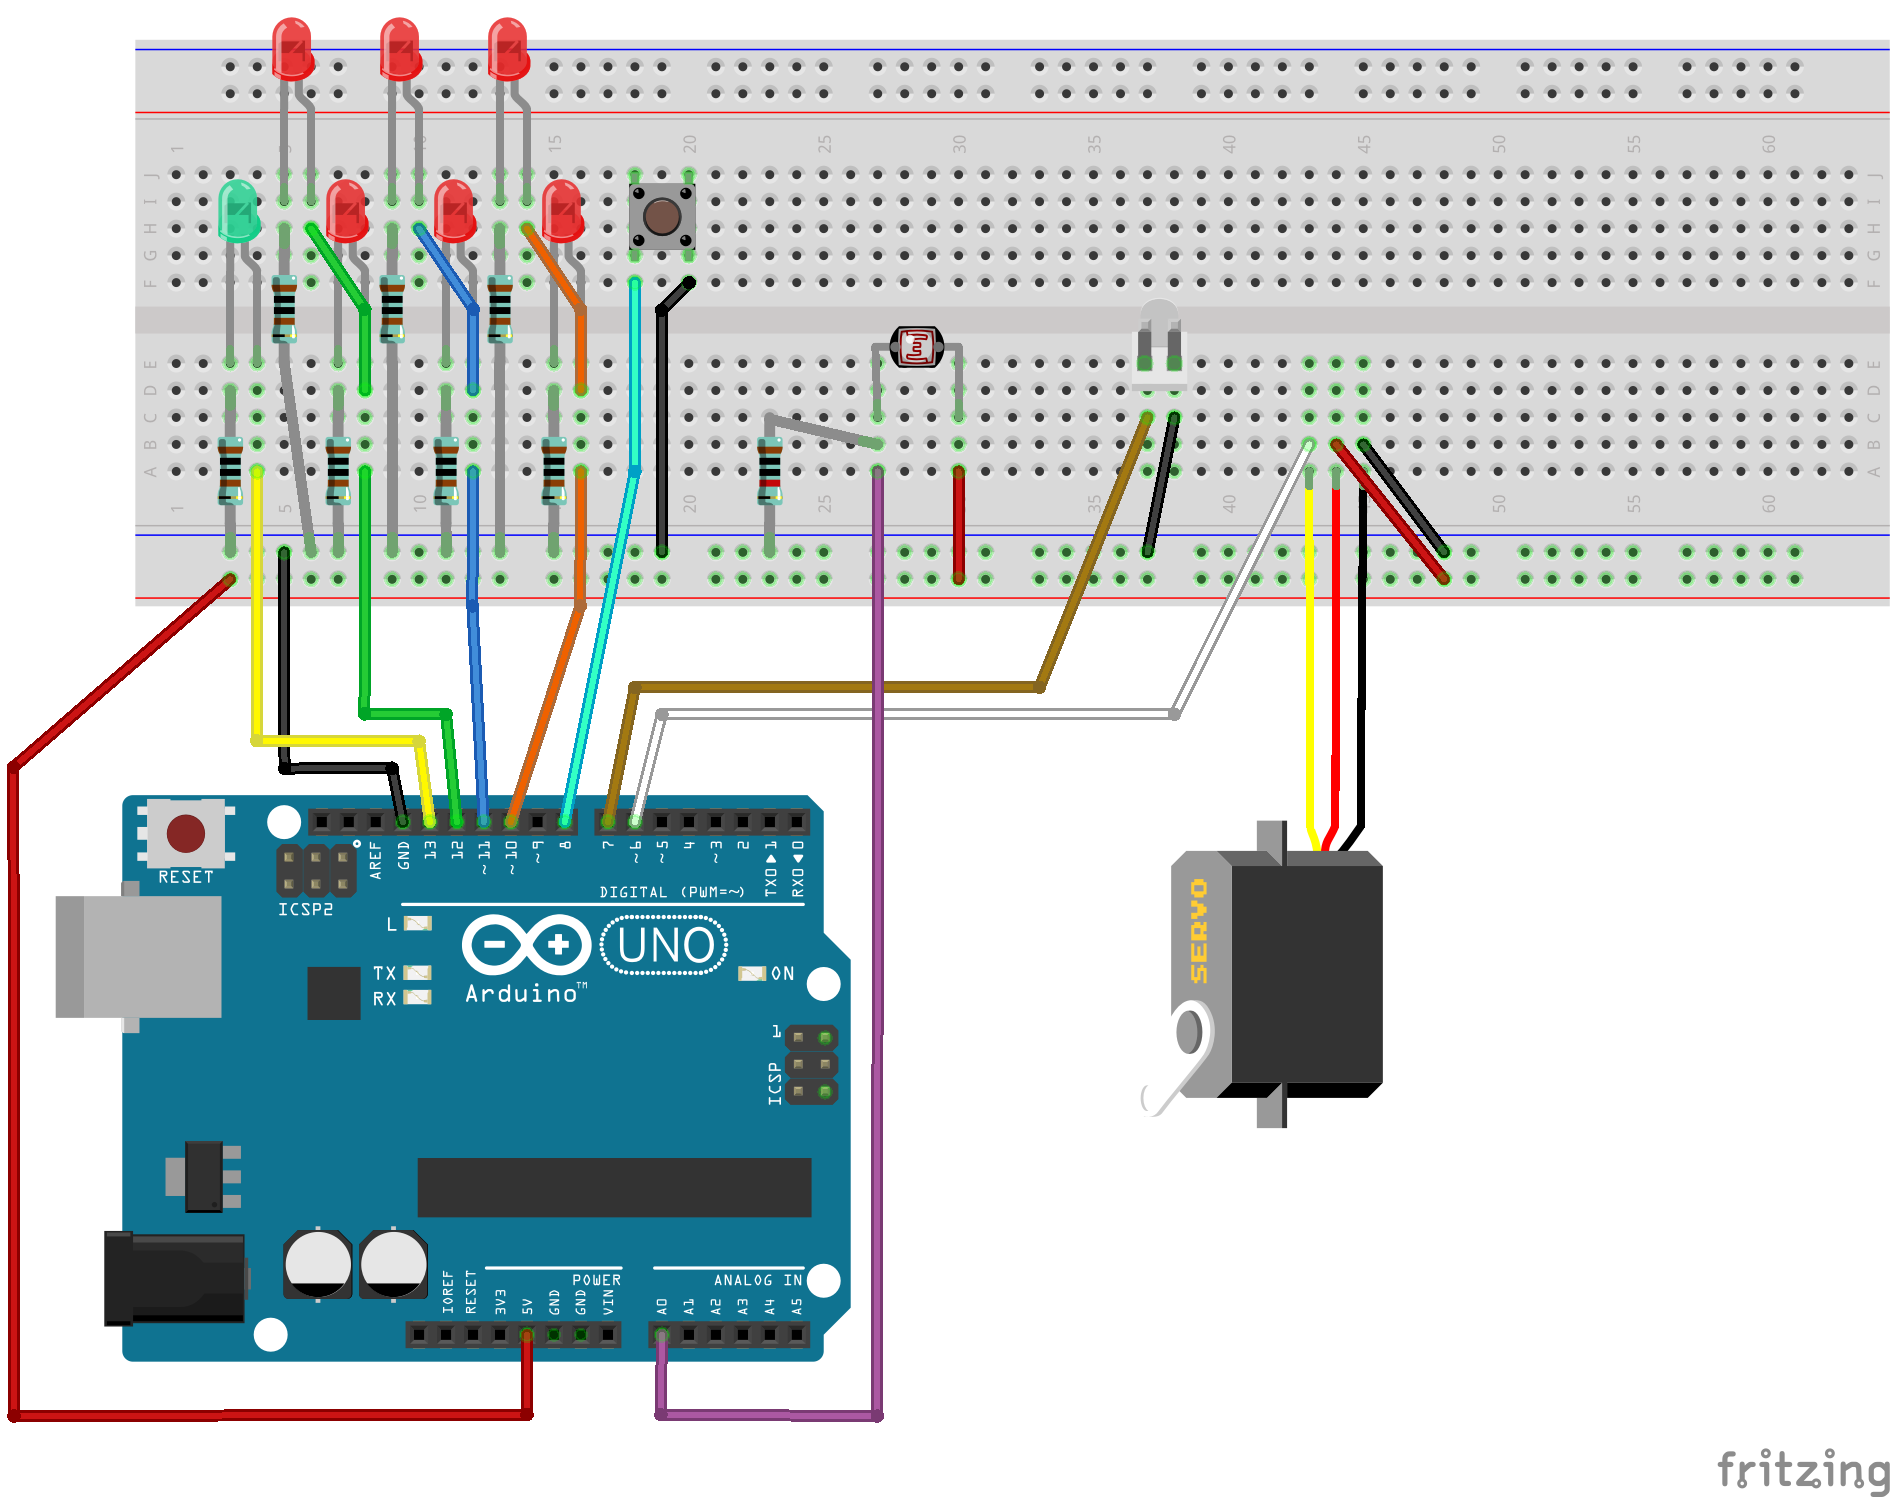 1 5 10 15 20 25 30 35 40 45 50 55 60
J J
I I
H H
G G
F F
E E
D D
C C
B B
A A
1 5 10 15 20 25 30 35 40 45 50 55 60
RESET
ICSP2
AREF
GND
13
12
~11
~10
~9
8
7
~6
~5
4
~3
2
TX0▶1
RX0◀0
DIGITAL (PWM=~)
L
TX
RX
UNO
Arduino™
ON
1
ICSP
SERVO
IOREF
RESET
3V3
5V
GND
GND
VIN
POWER
A0
A1
A2
A3
A4
A5
ANALOG IN
fritzing